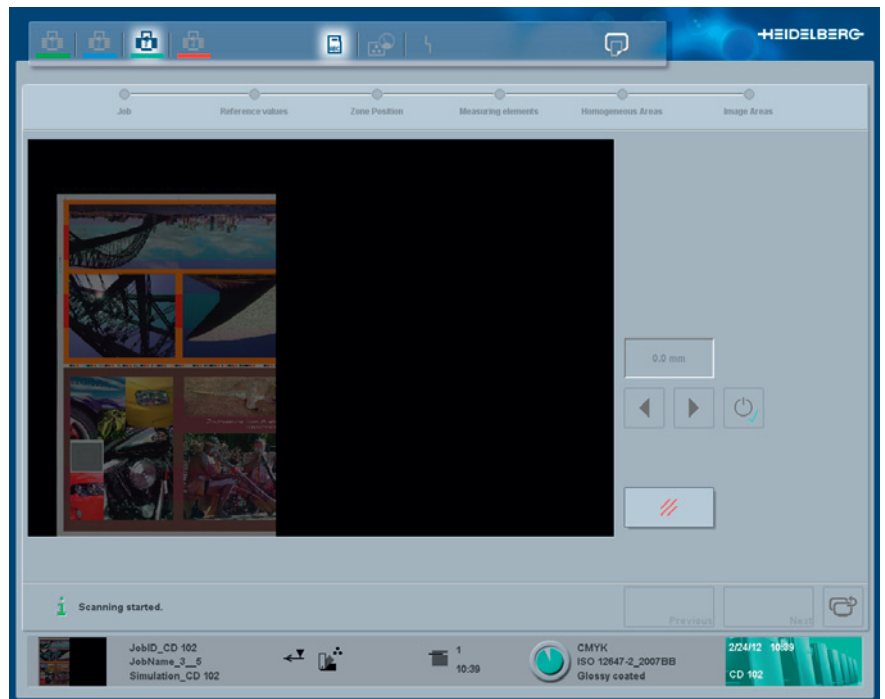 HEIDELBERG
Job
Reference values
Zone Position
Measuring elements
Homogeneous Areas
Image Areas
0.0 mm
i Scanning started.
Previous
Next
JobID_CD 102
JobName_3__5
Simulation_CD 102
1
10:39
CMYK
ISO 12647-2_2007BB
Glossy coated
2/24/12 10:39
CD 102